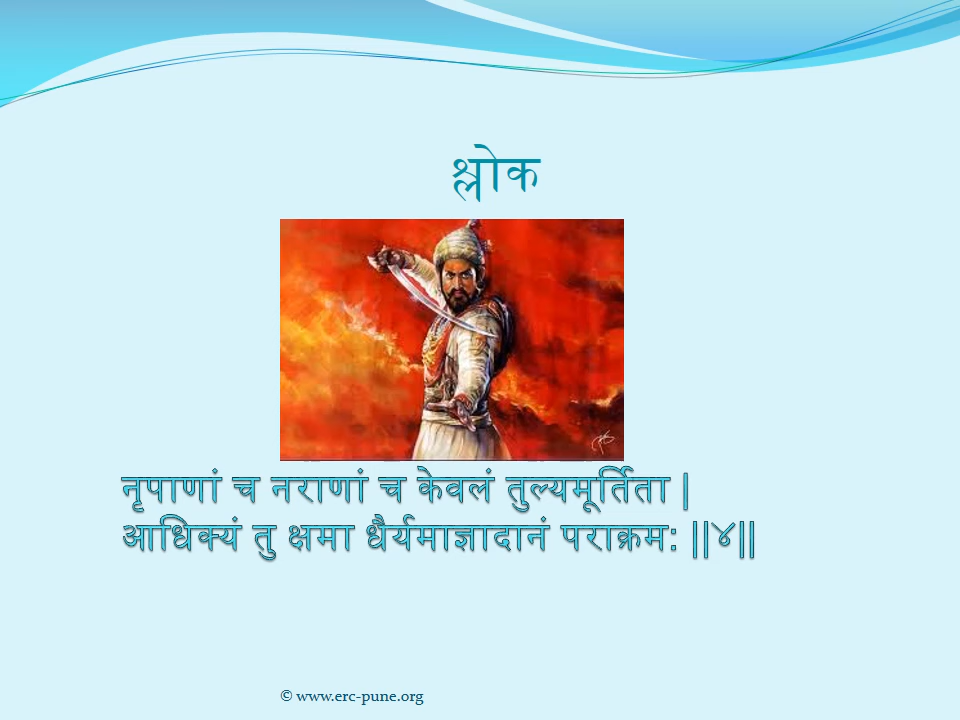 श्लोक
नृपाणां च नराणां च केवलं तुल्यमूर्तिता |
आधिक्यं तु क्षमा धैर्यमाज्ञादानं पराक्रम: ||४||
© www.erc-pune.org